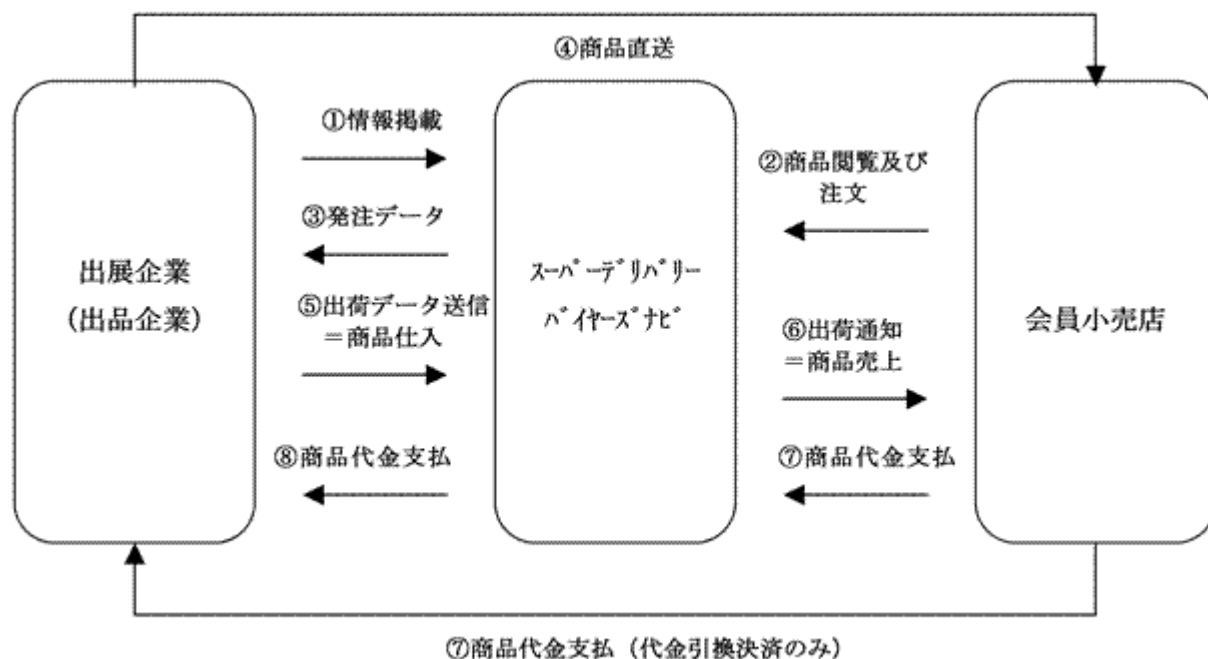 ④商品直送
①情報掲載
②商品閲覧及び
注文
③発注データ
出展企業
(出品企業)
スーパーデリバリー
バイヤーズナビ
会員小売店
⑤出荷データ送信
=商品仕入
⑥出荷通知
=商品売上
⑧商品代金支払
⑦商品代金支払
⑦商品代金支払(代金引換決済のみ)